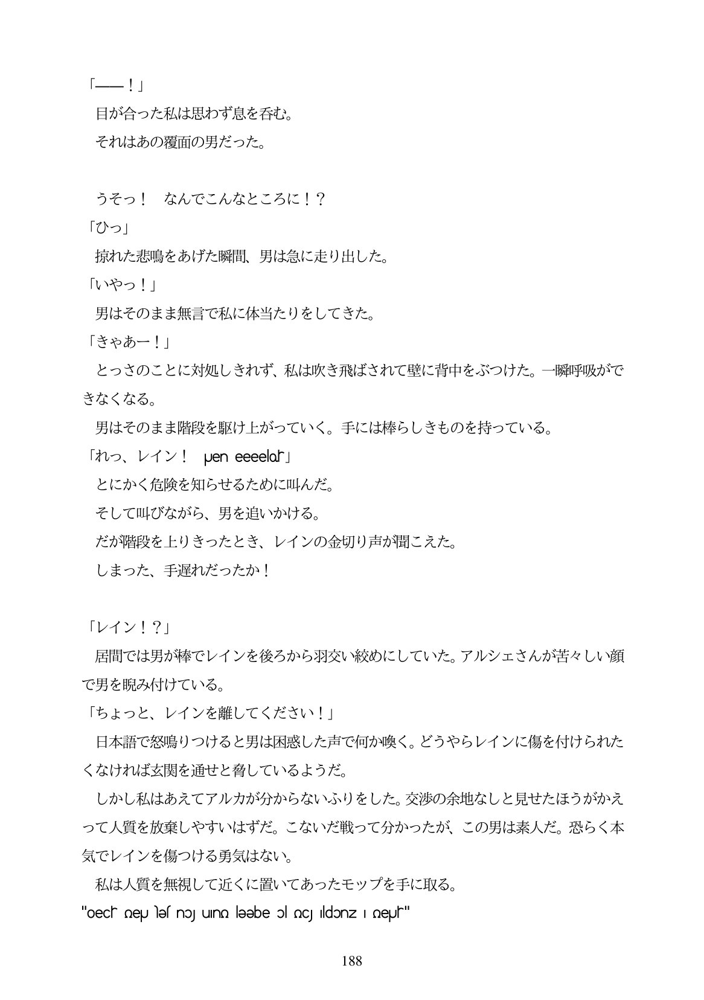 「――！」
目が合った私は思わず息を呑む。
それはあの覆面の男だった。
うそっ！　なんでこんなところに！？
「ひっ」
掠れた悲鳴をあげた瞬間、男は急に走り出した。
「いやっ！」
男はそのまま無言で私に体当たりをしてきた。
「きゃあー！」
とっさのことに対処しきれず、私は吹き飛ばされて壁に背中をぶつけた。一瞬呼吸がで
きなくなる。
男はそのまま階段を駆け上がっていく。手には棒らしきものを持っている。
「れっ、レイン！
とにかく危険を知らせるために叫んだ。
そして叫びながら、男を追いかける。
だが階段を上りきったとき、レインの金切り声が聞こえた。
しまった、手遅れだったか！
「レイン！？」
居間では男が棒でレインを後ろから羽交い絞めにしていた。アルシェさんが苦々しい顔
で男を睨み付けている。
「ちょっと、レインを離してください！」
日本語で怒鳴りつけると男は困惑した声で何か喚く。どうやらレインに傷を付けられた
くなければ玄関を通せと脅しているようだ。
しかし私はあえてアルカが分からないふりをした。交渉の余地なしと見せたほうがかえ
って人質を放棄しやすいはずだ。こないだ戦って分かったが、この男は素人だ。恐らく本
気でレインを傷つける勇気はない。
私は人質を無視して近くに置いてあったモップを手に取る。
188